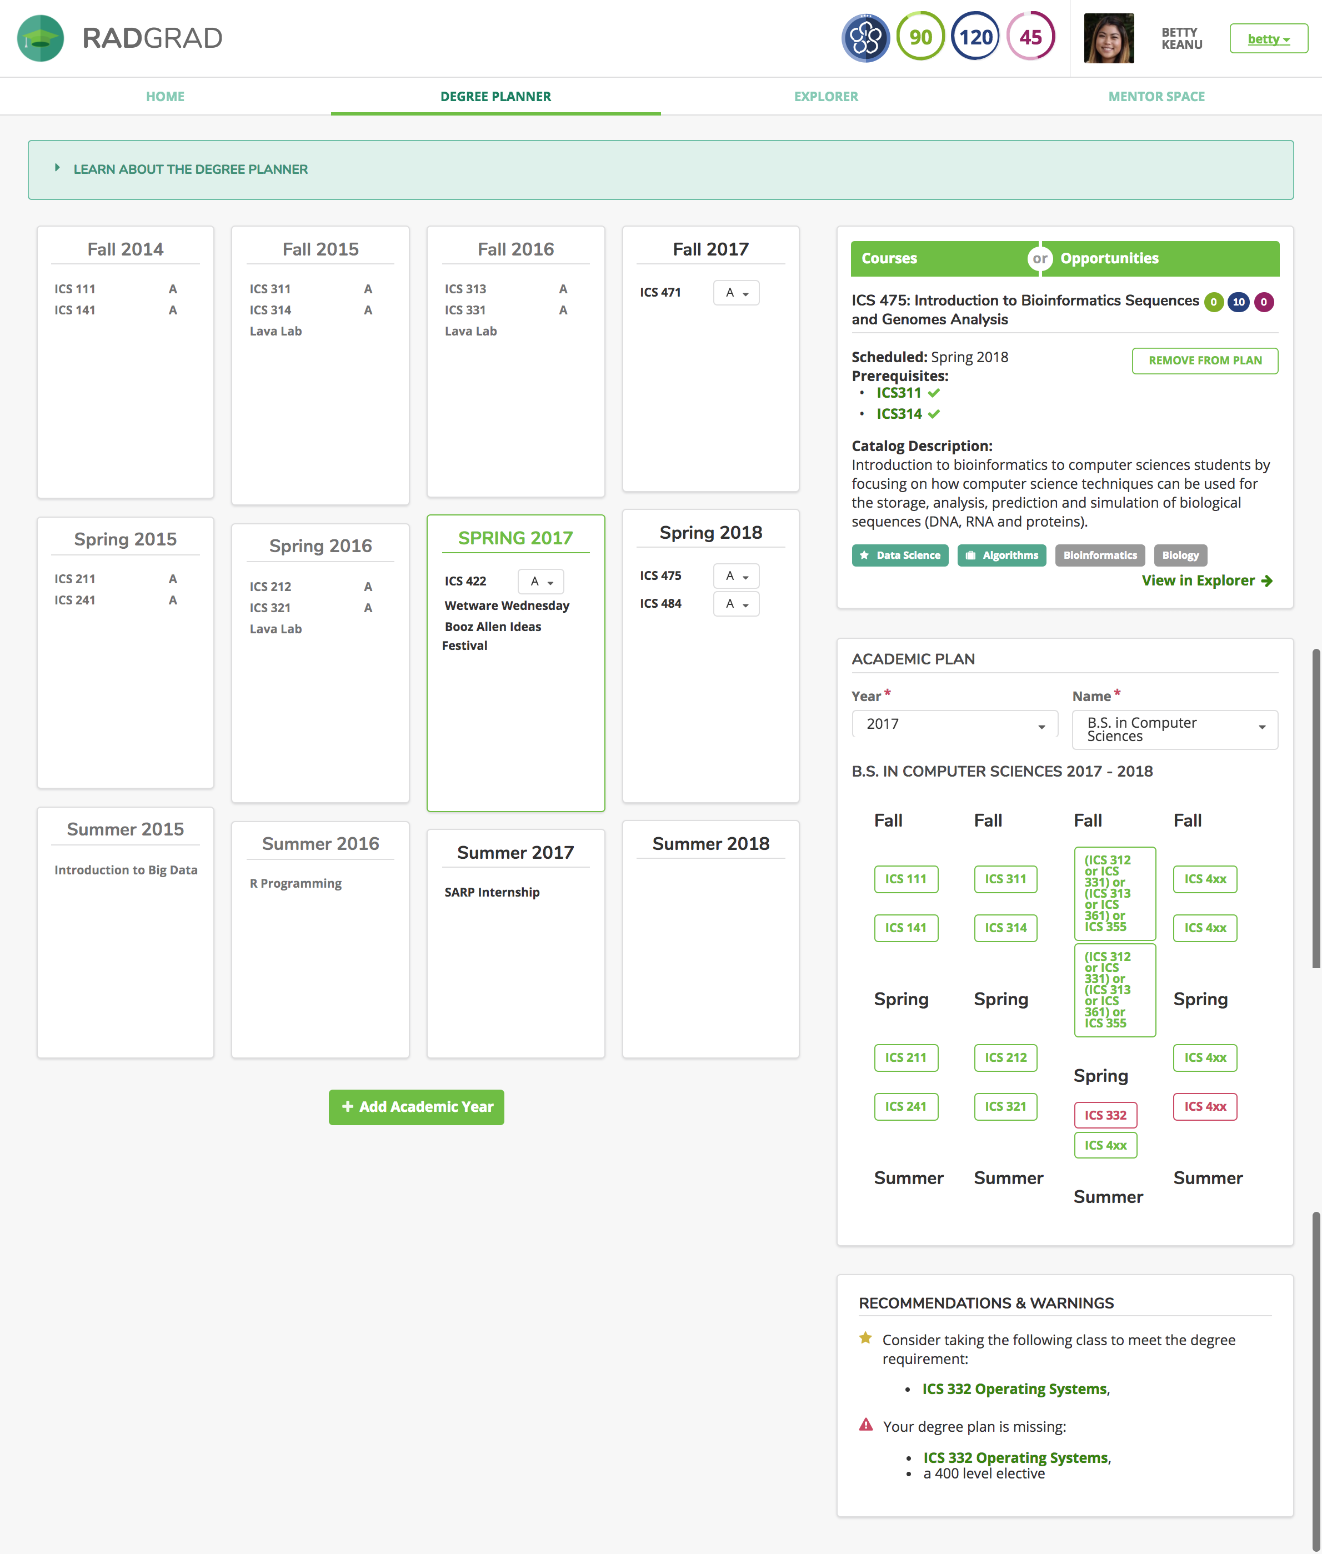 RADGRAD
90
120
45
BETTY
KEANU
betty
HOME
DEGREE PLANNER
EXPLORER
MENTOR SPACE
LEARN ABOUT THE DEGREE PLANNER
Fall 2014
ICS 111 A
ICS 141 A
Spring 2015
ICS 211 A
ICS 241 A
Summer 2015
Introduction to Big Data
Fall 2015
ICS 311 A
ICS 314 A
Lava Lab
Spring 2016
ICS 212 A
ICS 321 A
Lava Lab
Summer 2016
R Programming
Fall 2016
ICS 313 A
ICS 331 A
Lava Lab
SPRING 2017
ICS 422 A
Wetware Wednesday
Booz Allen Ideas
Festival
Summer 2017
SARP Internship
Fall 2017
ICS 471 A
Spring 2018
ICS 475 A
ICS 484 A
Summer 2018
+ Add Academic Year
Courses or Opportunities
ICS 475: Introduction to Bioinformatics Sequences 0 10 0
and Genomes Analysis
Scheduled: Spring 2018
REMOVE FROM PLAN
Prerequisites:
• ICS311 ✓
• ICS314 ✓
Catalog Description:
Introduction to bioinformatics to computer sciences students by
focusing on how computer science techniques can be used for
the storage, analysis, prediction and simulation of biological
sequences (DNA, RNA and proteins).
Data Science Algorithms Bioinformatics Biology
View in Explorer →
ACADEMIC PLAN
Year *
2017
Name *
B.S. in Computer
Sciences
B.S. IN COMPUTER SCIENCES 2017 - 2018
Fall
ICS 111
ICS 141
Spring
ICS 211
ICS 241
Summer
Fall
ICS 311
ICS 314
Spring
ICS 212
ICS 321
Summer
Fall
(ICS 312
or ICS
331) or
(ICS 313
or ICS
361) or
ICS 355
(ICS 312
or ICS
331) or
(ICS 313
or ICS
361) or
ICS 355
Spring
ICS 332
ICS 4xx
Summer
Fall
ICS 4xx
ICS 4xx
Spring
ICS 4xx
ICS 4xx
Summer
RECOMMENDATIONS & WARNINGS
Consider taking the following class to meet the degree
requirement:
• ICS 332 Operating Systems,
Your degree plan is missing:
• ICS 332 Operating Systems,
• a 400 level elective